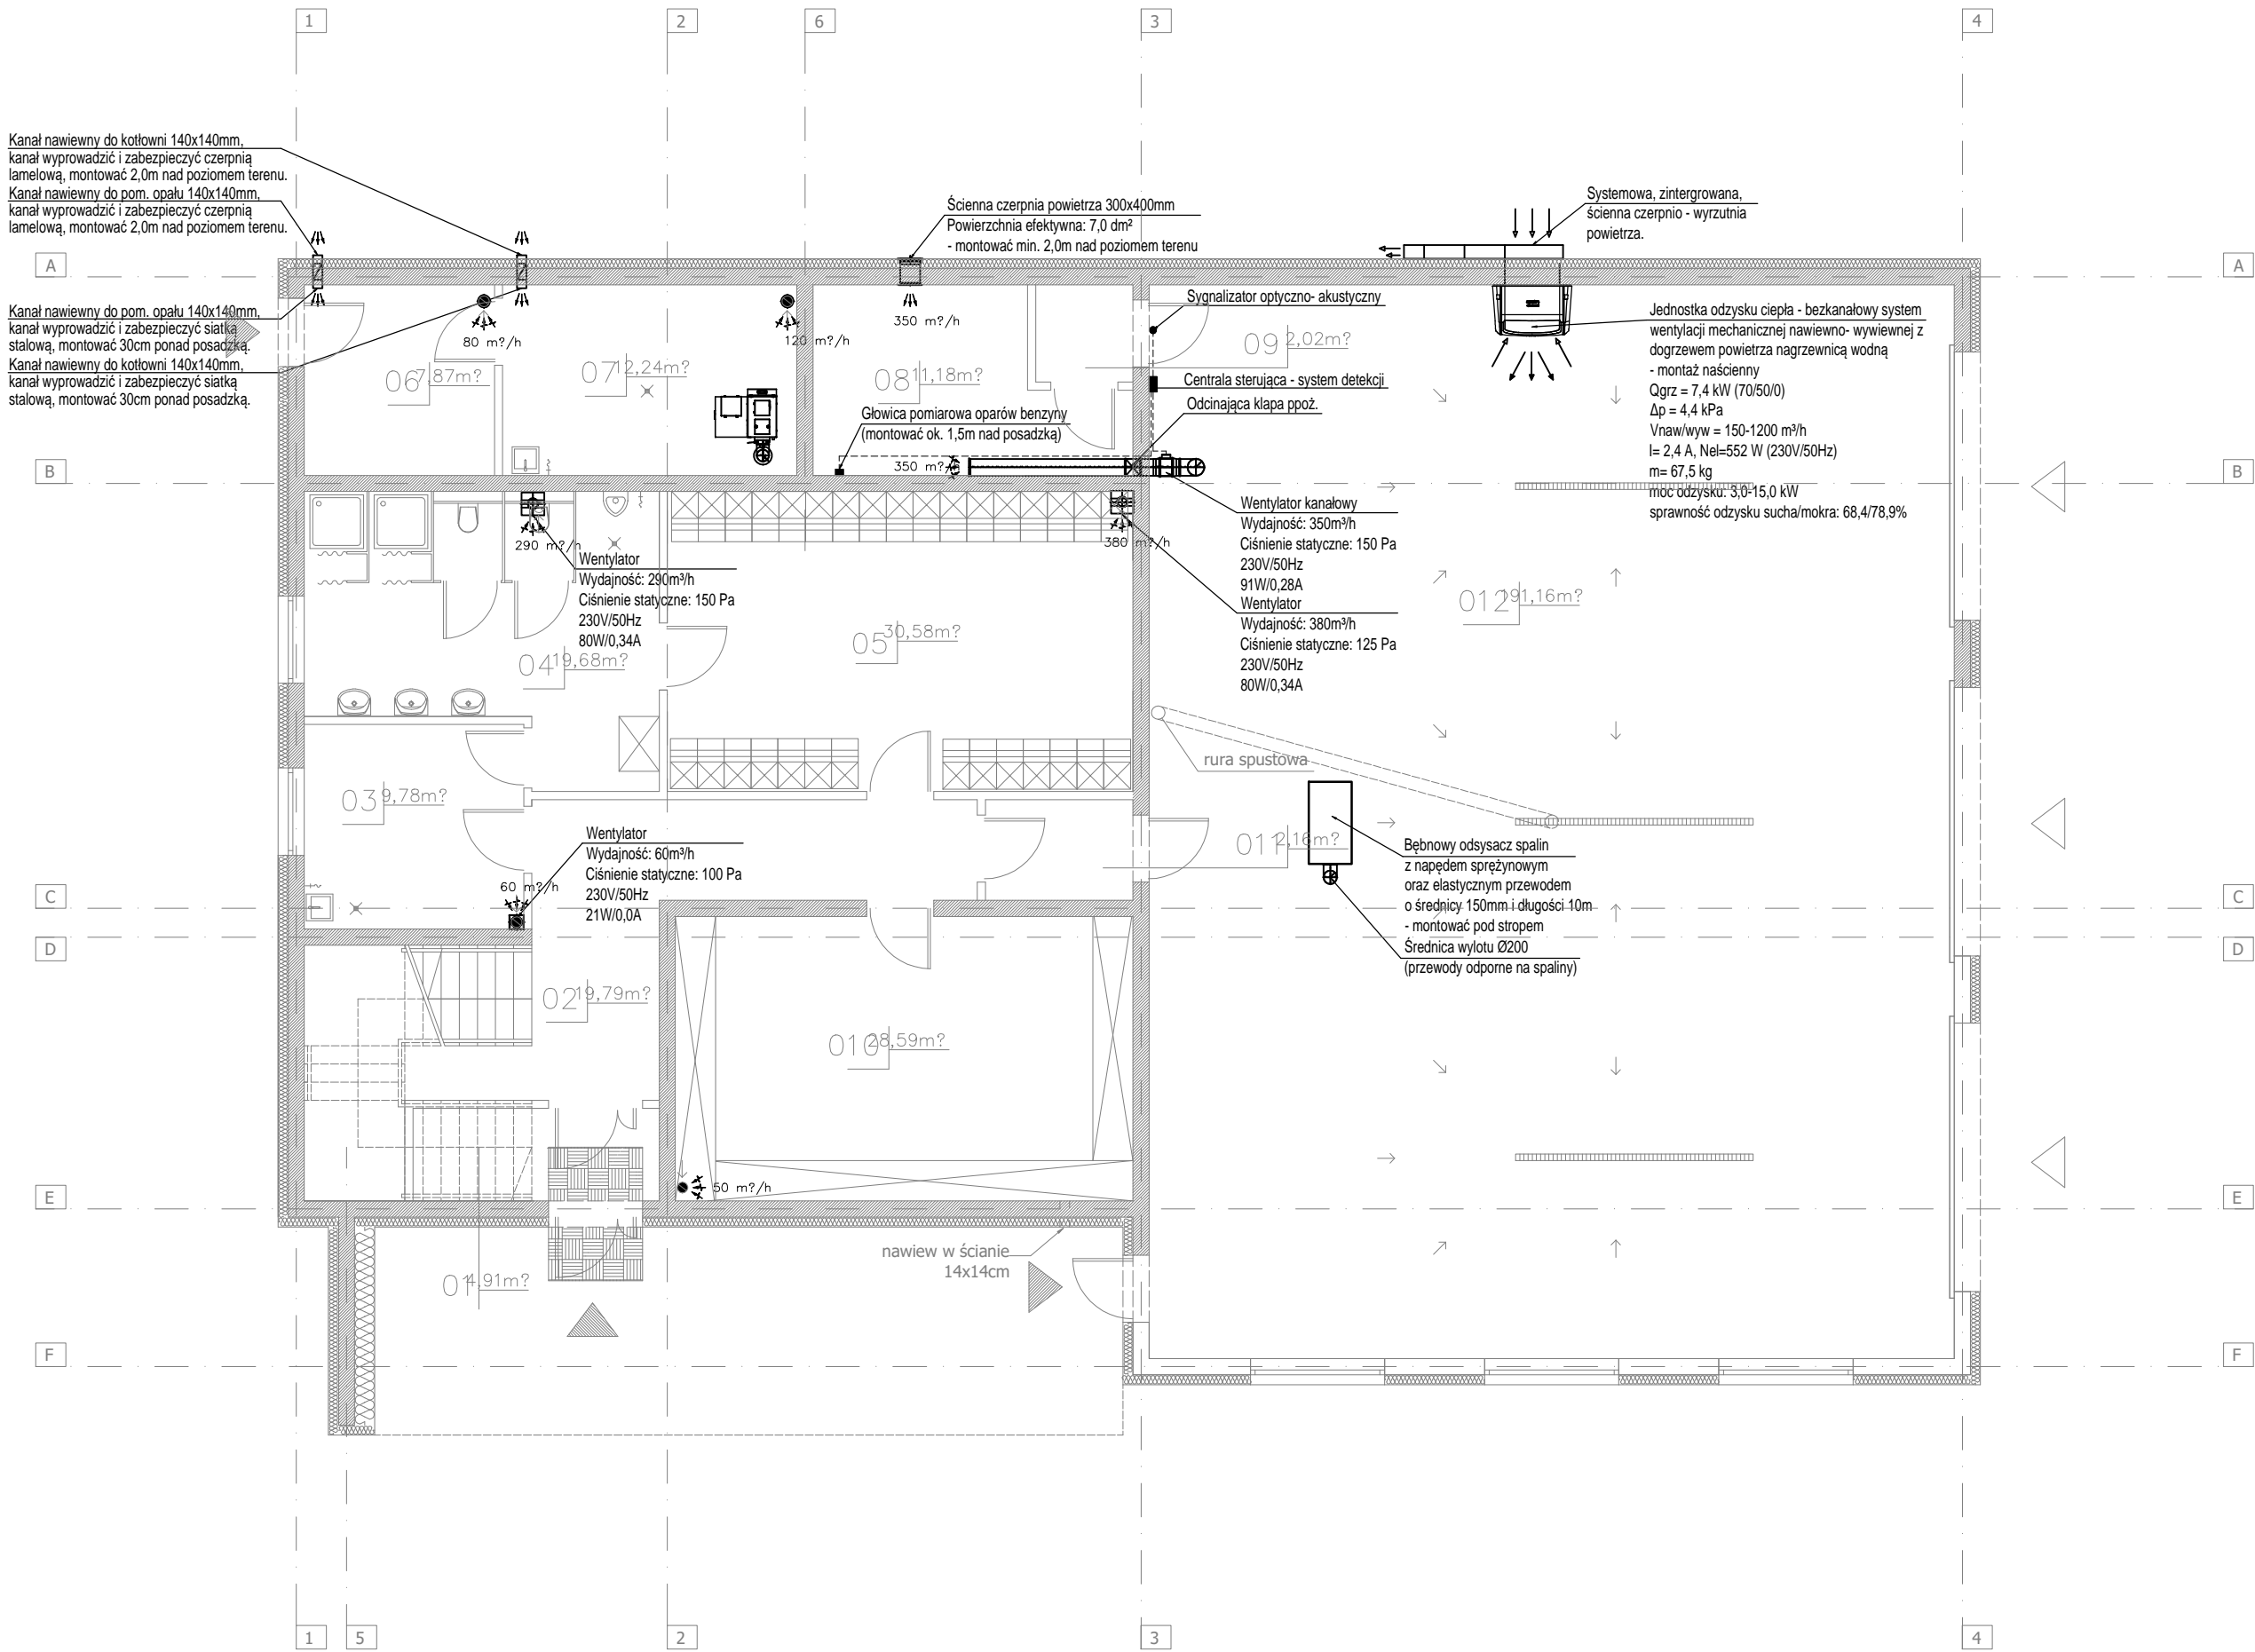 1
2
6
3
4
Kanał nawiewny do kotłowni 140x140mm,
kanał wyprowadzić i zabezpieczyć czerpnią
lamelową, montować 2,0m nad poziomem terenu.
Kanał nawiewny do pom. opału 140x140mm,
kanał wyprowadzić i zabezpieczyć czerpnią
lamelową, montować 2,0m nad poziomem terenu.
Ścienna czerpnia powietrza 300x400mm
Powierzchnia efektywna: 7,0 dm²
- montować min. 2,0m nad poziomem terenu
Systemowa, zintergrowana,
ścienna czerpnio - wyrzutnia
powietrza.
A
A
Kanał nawiewny do pom. opału 140x140mm,
kanał wyprowadzić i zabezpieczyć siatką
stalową, montować 30cm ponad posadzką.
Kanał nawiewny do kotłowni 140x140mm,
kanał wyprowadzić i zabezpieczyć siatką
stalową, montować 30cm ponad posadzką.
80 m?/h
120 m?/h
350 m?/h
06 7,87m?
07 12,24m?
08 11,18m?
09 2,02m?
Sygnalizator optyczno- akustyczny
Centrala sterująca - system detekcji
Odcinająca klapa ppoż.
Głowica pomiarowa oparów benzyny
(montować ok. 1,5m nad posadzką)
350 m?/h
Jednostka odzysku ciepła - bezkanałowy system
wentylacji mechanicznej nawiewno- wywiewnej z
dogrzewem powietrza nagrzewnicą wodną
- montaż naścienny
Qgrz = 7,4 kW (70/50/0)
Δp = 4,4 kPa
Vnaw/wyw = 150-1200 m³/h
I= 2,4 A, Nel=552 W (230V/50Hz)
m= 67,5 kg
moc odzysku: 3,0-15,0 kW
sprawność odzysku sucha/mokra: 68,4/78,9%
B
B
290 m?/h
Wentylator
Wydajność: 290m³/h
Ciśnienie statyczne: 150 Pa
230V/50Hz
80W/0,34A
380 m?/h
Wentylator kanałowy
Wydajność: 350m³/h
Ciśnienie statyczne: 150 Pa
230V/50Hz
91W/0,28A
Wentylator
Wydajność: 380m³/h
Ciśnienie statyczne: 125 Pa
230V/50Hz
80W/0,34A
04 19,68m?
05 30,58m?
012 191,16m?
rura spustowa
03 9,78m?
011 2,16m?
Wentylator
Wydajność: 60m³/h
Ciśnienie statyczne: 100 Pa
230V/50Hz
21W/0,0A
60 m?/h
Bębnowy odsysacz spalin
z napędem sprężynowym
oraz elastycznym przewodem
o średnicy 150mm i długości 10m
- montować pod stropem
Średnica wylotu Ø200
(przewody odporne na spaliny)
C
C
D
D
02 19,79m?
010 28,59m?
50 m?/h
E
E
nawiew w ścianie
14x14cm
01 4,91m?
F
F
1
5
2
3
4